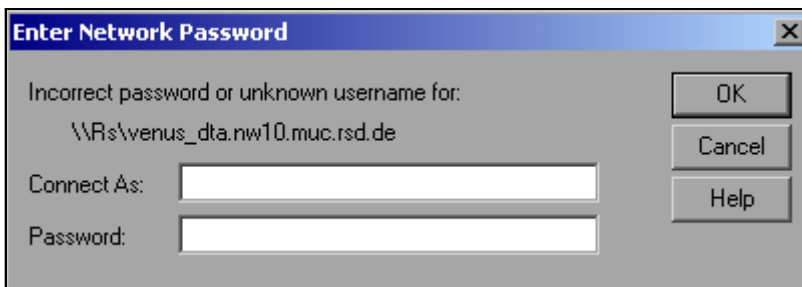 Enter Network Password
Incorrect password or unknown username for:
\\Rs\venus_dta.nw10.muc.rsd.de
Connect As:
Password:
OK
Cancel
Help